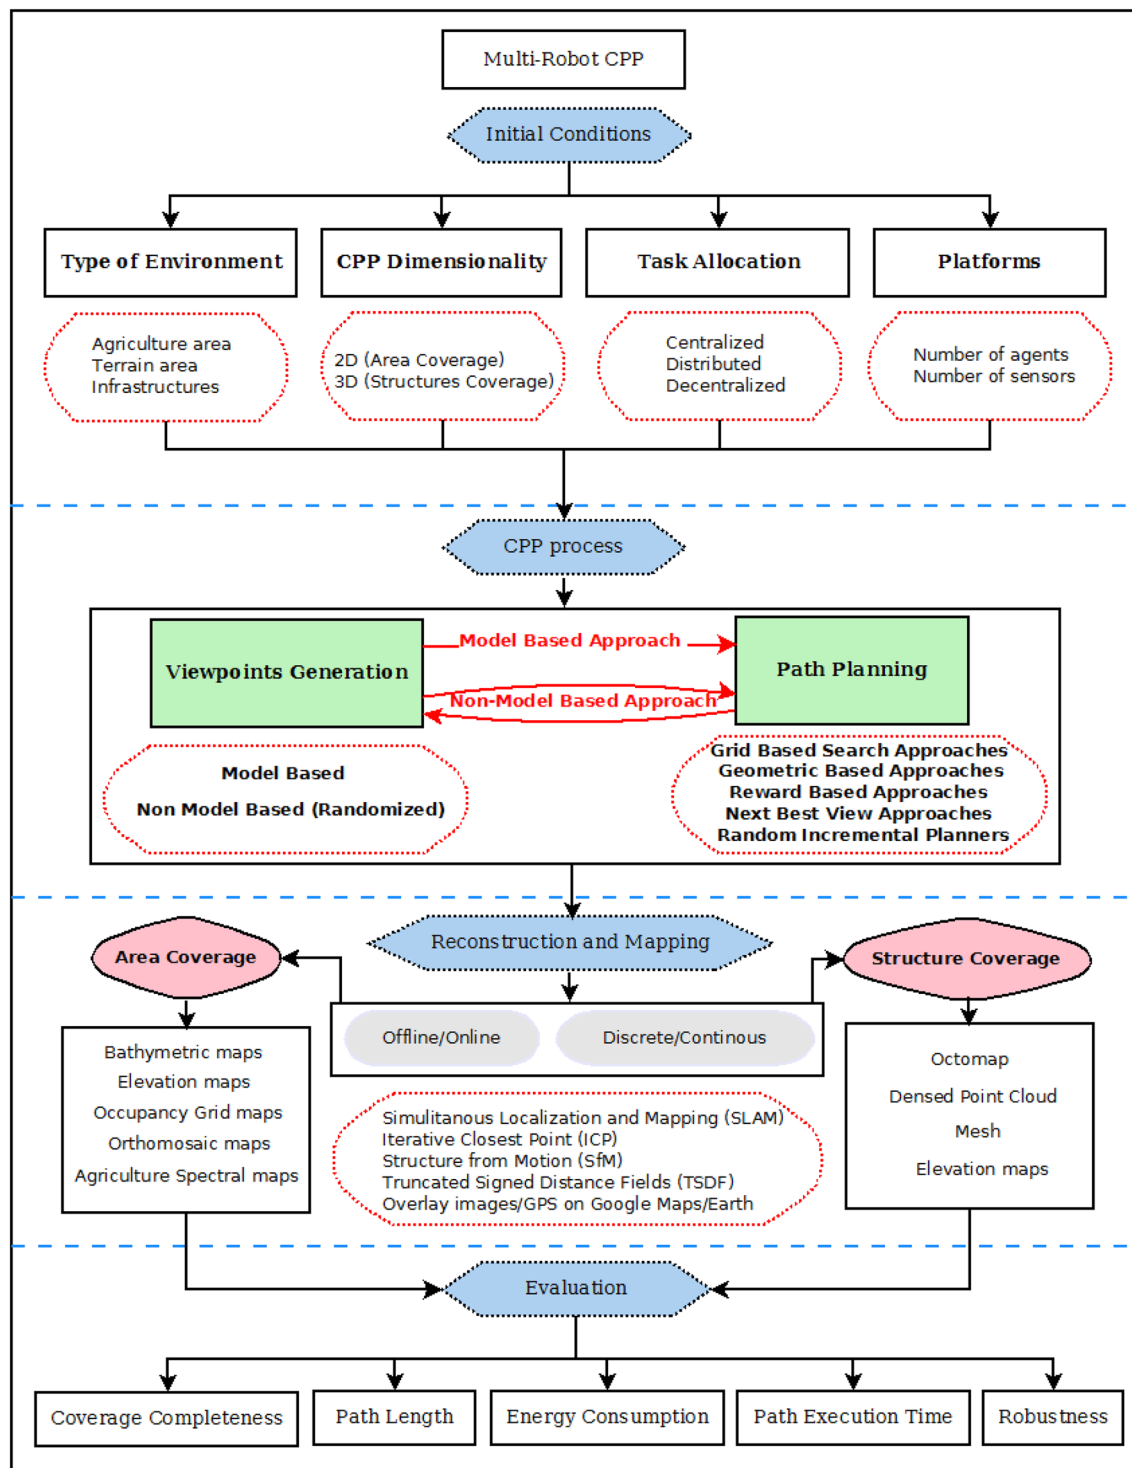 Multi-Robot CPP
Initial Conditions
Type of Environment
CPP Dimensionality
Task Allocation
Platforms
Agriculture area
Terrain area
Infrastructures
2D (Area Coverage)
3D (Structures Coverage)
Centralized
Distributed
Decentralized
Number of agents
Number of sensors
CPP process
Viewpoints Generation
Model Based Approach
Non-Model Based Approach
Path Planning
Model Based
Non Model Based (Randomized)
Grid Based Search Approaches
Geometric Based Approaches
Reward Based Approaches
Next Best View Approaches
Random Incremental Planners
Reconstruction and Mapping
Area Coverage
Structure Coverage
Offline/Online
Discrete/Continous
Bathymetric maps
Elevation maps
Occupancy Grid maps
Orthomosaic maps
Agriculture Spectral maps
Simulitanous Localization and Mapping (SLAM)
Iterative Closest Point (ICP)
Structure from Motion (SfM)
Truncated Signed Distance Fields (TSDF)
Overlay images/GPS on Google Maps/Earth
Octomap
Densed Point Cloud
Mesh
Elevation maps
Evaluation
Coverage Completeness
Path Length
Energy Consumption
Path Execution Time
Robustness